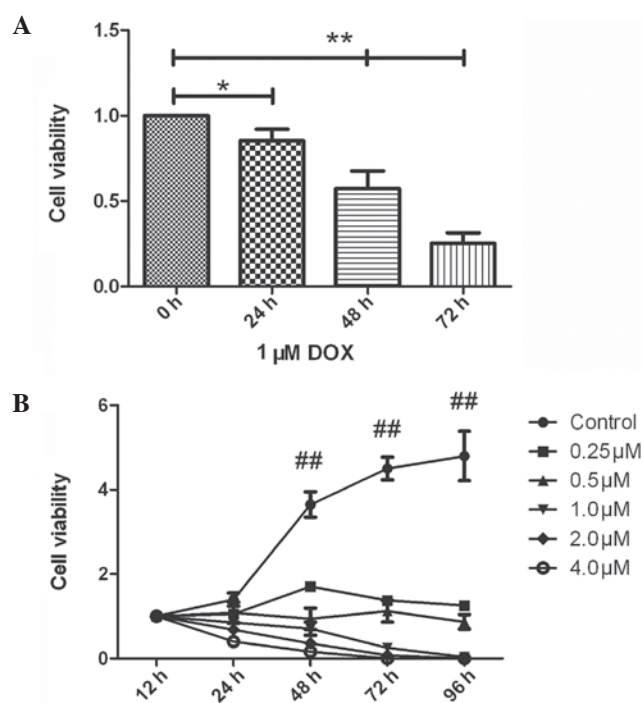 A
Cell viability
1.5
1.0
0.5
0.0
**
*
0 h
24 h
48 h
72 h
1 µM DOX
B
Cell viability
6
4
2
0
##
##
##
12 h
24 h
48 h
72 h
96 h
Control
0.25µM
0.5µM
1.0µM
2.0µM
4.0µM